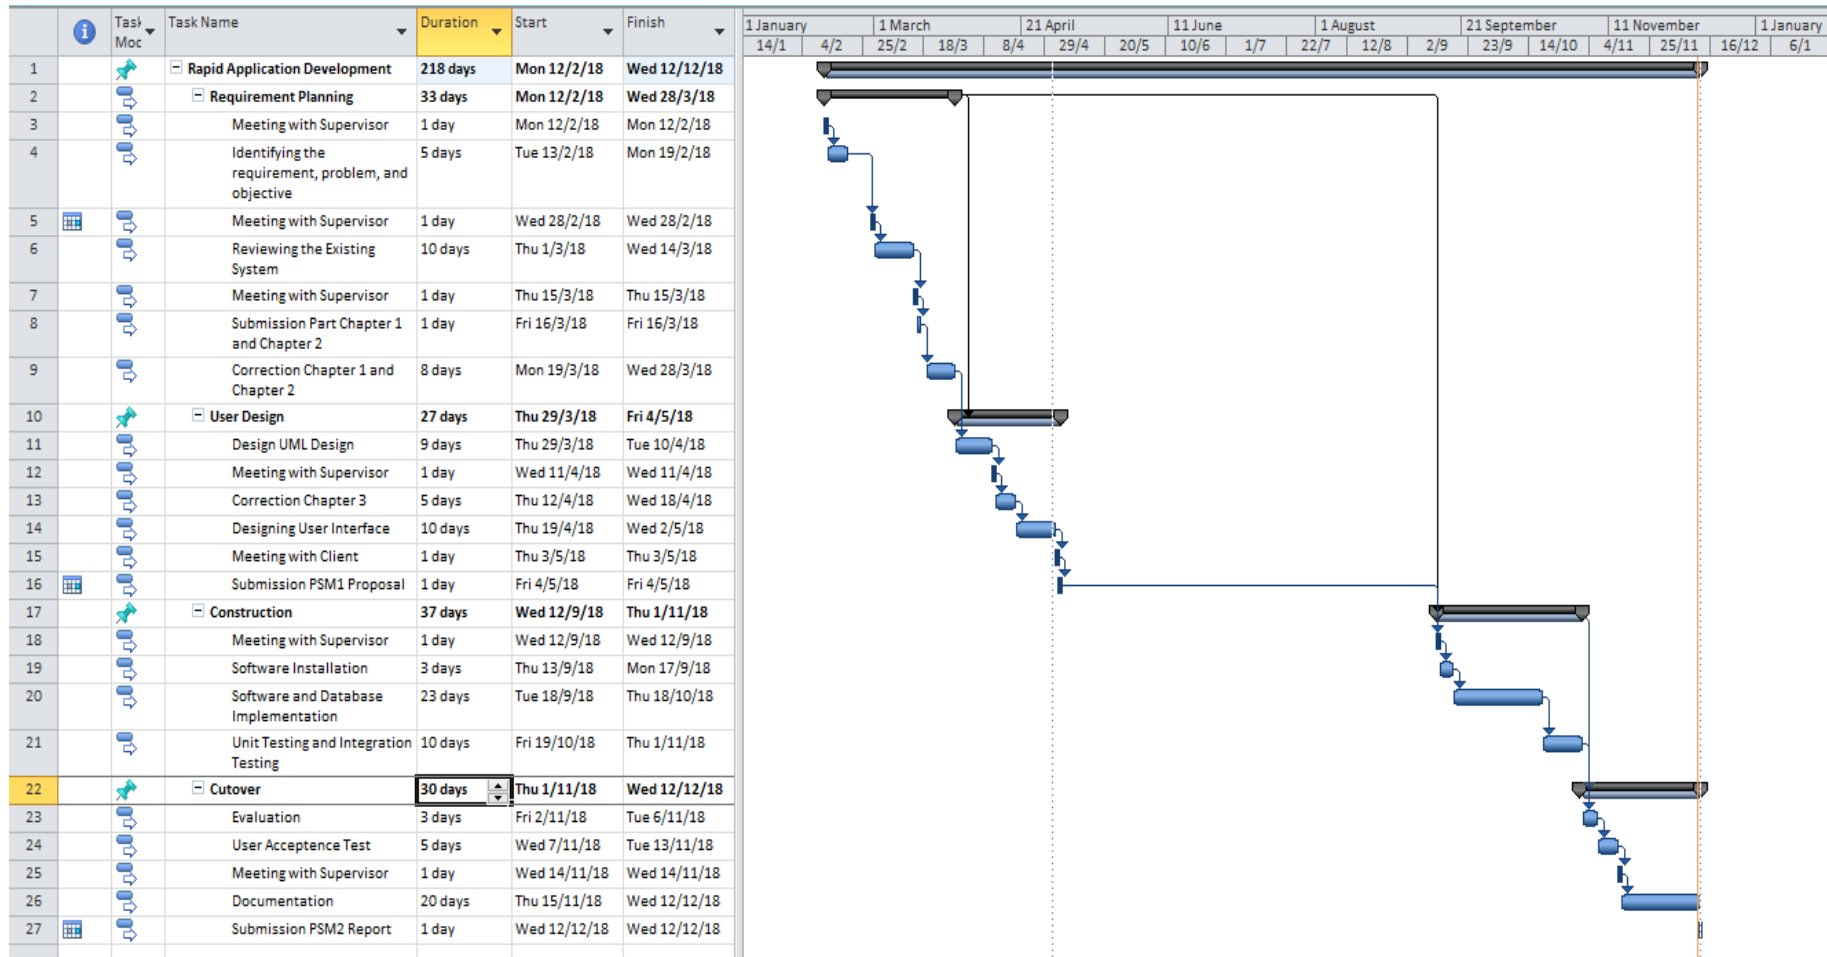 Task Mod Task Name Duration Start Finish
1 January 1 March 21 April 11 June 1 August 21 September 11 November 1 January
14/1 4/2 25/2 18/3 8/4 29/4 20/5 10/6 1/7 22/7 12/8 2/9 23/9 14/10 4/11 25/11 16/12 6/1
1 Rapid Application Development 218 days Mon 12/2/18 Wed 12/12/18
2 Requirement Planning 33 days Mon 12/2/18 Wed 28/3/18
3 Meeting with Supervisor 1 day Mon 12/2/18 Mon 12/2/18
4 Identifying the 5 days Tue 13/2/18 Mon 19/2/18
requirement, problem, and
objective
5 Meeting with Supervisor 1 day Wed 28/2/18 Wed 28/2/18
6 Reviewing the Existing 10 days Thu 1/3/18 Wed 14/3/18
System
7 Meeting with Supervisor 1 day Thu 15/3/18 Thu 15/3/18
8 Submission Part Chapter 1 1 day Fri 16/3/18 Fri 16/3/18
and Chapter 2
9 Correction Chapter 1 and 8 days Mon 19/3/18 Wed 28/3/18
Chapter 2
10 User Design 27 days Thu 29/3/18 Fri 4/5/18
11 Design UML Design 9 days Thu 29/3/18 Tue 10/4/18
12 Meeting with Supervisor 1 day Wed 11/4/18 Wed 11/4/18
13 Correction Chapter 3 5 days Thu 12/4/18 Wed 18/4/18
14 Designing User Interface 10 days Thu 19/4/18 Wed 2/5/18
15 Meeting with Client 1 day Thu 3/5/18 Thu 3/5/18
16 Submission PSM1 Proposal 1 day Fri 4/5/18 Fri 4/5/18
17 Construction 37 days Wed 12/9/18 Thu 1/11/18
18 Meeting with Supervisor 1 day Wed 12/9/18 Wed 12/9/18
19 Software Installation 3 days Thu 13/9/18 Mon 17/9/18
20 Software and Database 23 days Tue 18/9/18 Thu 18/10/18
Implementation
21 Unit Testing and Integration 10 days Fri 19/10/18 Thu 1/11/18
Testing
22 Cutover 30 days Thu 1/11/18 Wed 12/12/18
23 Evaluation 3 days Fri 2/11/18 Tue 6/11/18
24 User Acceptence Test 5 days Wed 7/11/18 Tue 13/11/18
25 Meeting with Supervisor 1 day Wed 14/11/18 Wed 14/11/18
26 Documentation 20 days Thu 15/11/18 Wed 12/12/18
27 Submission PSM2 Report 1 day Wed 12/12/18 Wed 12/12/18